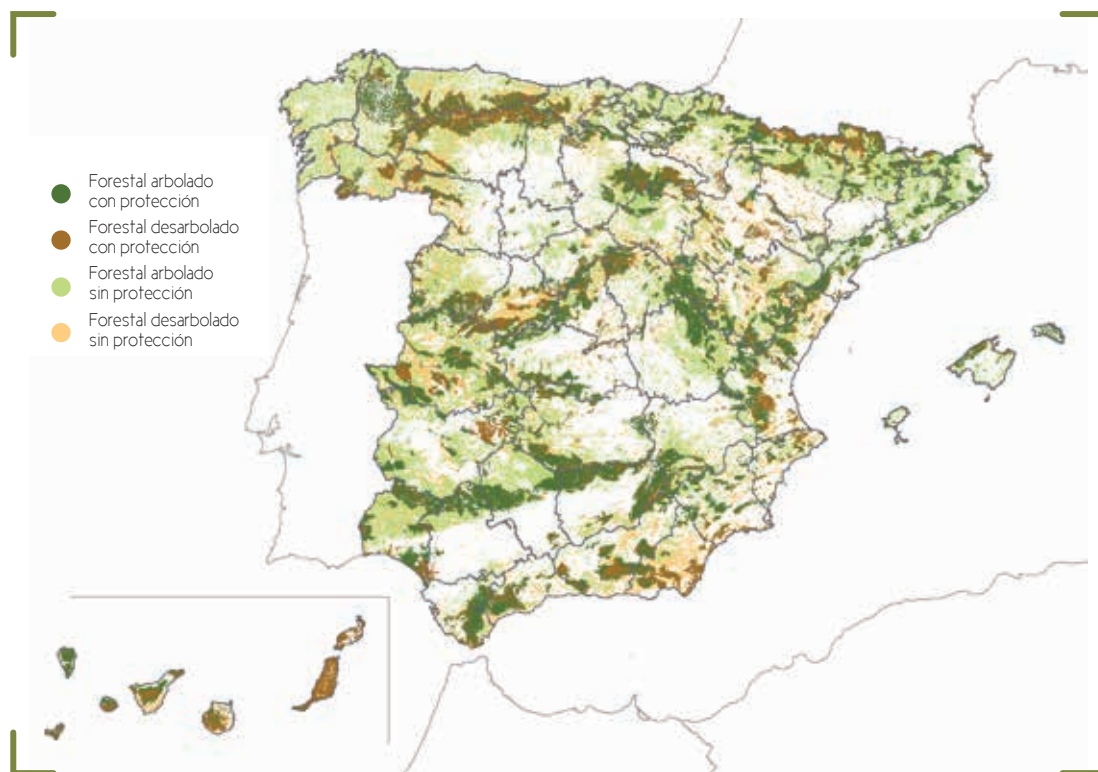 Forestal arbolado
con protección
Forestal desarbolado
con protección
Forestal arbolado
sin protección
Forestal desarbolado
sin protección